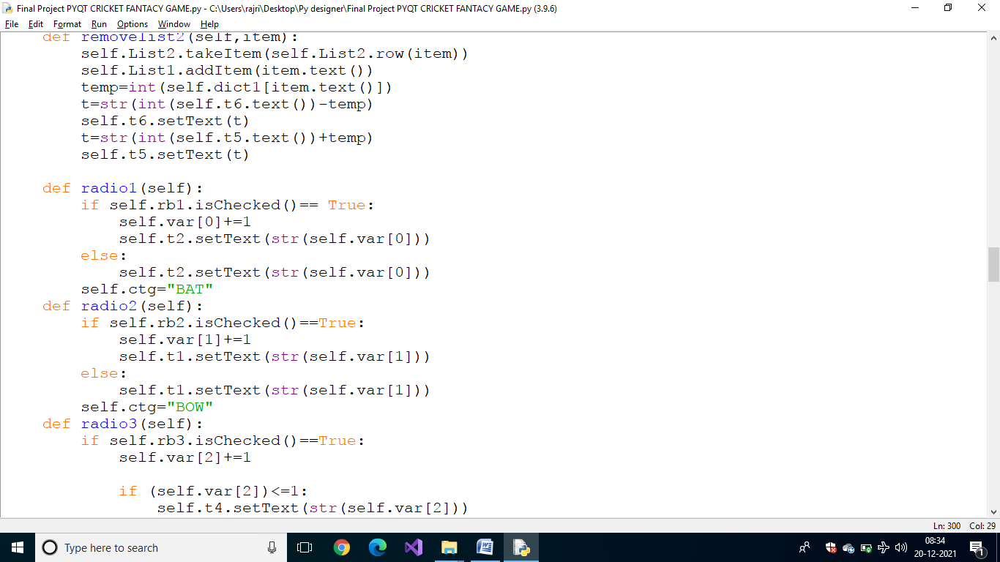 Final Project PYQT CRICKET FANTACY GAME.py - C:\Users\rajri\Desktop\Py designer\Final Project PYQT CRICKET FANTACY GAME.py (3.9.6)
File Edit Format Run Options Window Help
    def removelist2(self,item):
        self.List2.takeItem(self.List2.row(item))
        self.List1.addItem(item.text())
        temp=int(self.dict1[item.text()])
        t=str(int(self.t6.text())-temp)
        self.t6.setText(t)
        t=str(int(self.t5.text())+temp)
        self.t5.setText(t)

    def radio1(self):
        if self.rb1.isChecked()== True:
            self.var[0]+=1
            self.t2.setText(str(self.var[0]))
        else:
            self.t2.setText(str(self.var[0]))
        self.ctg="BAT"
    def radio2(self):
        if self.rb2.isChecked()==True:
            self.var[1]+=1
            self.t1.setText(str(self.var[1]))
        else:
            self.t1.setText(str(self.var[1]))
        self.ctg="BOW"
    def radio3(self):
        if self.rb3.isChecked()==True:
            self.var[2]+=1

            if (self.var[2])<=1:
                self.t4.setText(str(self.var[2]))
Ln: 300 Col: 29
Type here to search
08:34
20-12-2021
1